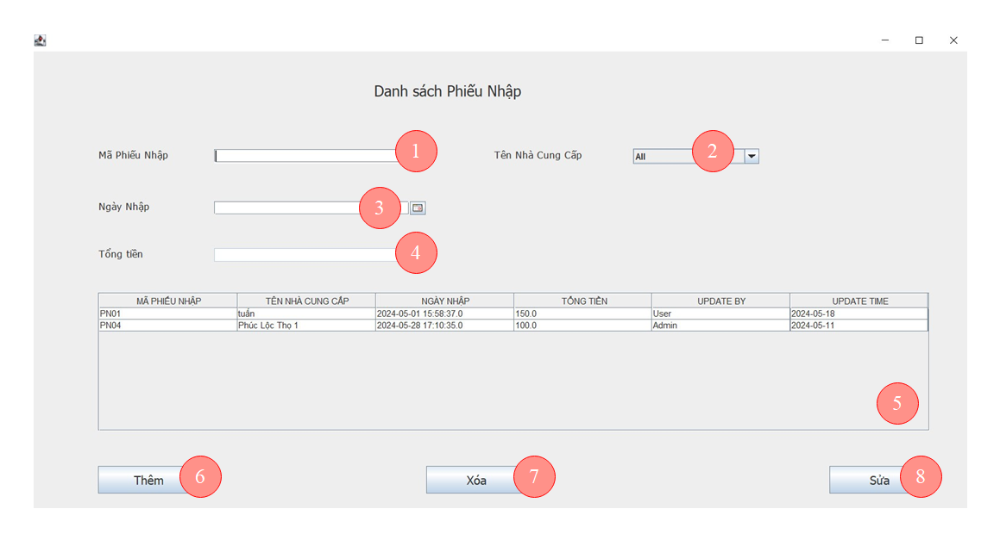 Danh sách Phiếu Nhập
Mã Phiếu Nhập 1 Tên Nhà Cung Cấp All 2
Ngày Nhập 3
Tổng tiền 4
MÃ PHIẾU NHẬP TÊN NHÀ CUNG CẤP NGÀY NHẬP TỔNG TIỀN UPDATE BY UPDATE TIME
PN01 tuấn 2024-05-01 15:58:37.0 150.0 User 2024-05-18
PN04 Phúc Lộc Thọ 1 2024-05-28 17:10:35.0 100.0 Admin 2024-05-11
5
Thêm 6 Xóa 7 Sửa 8